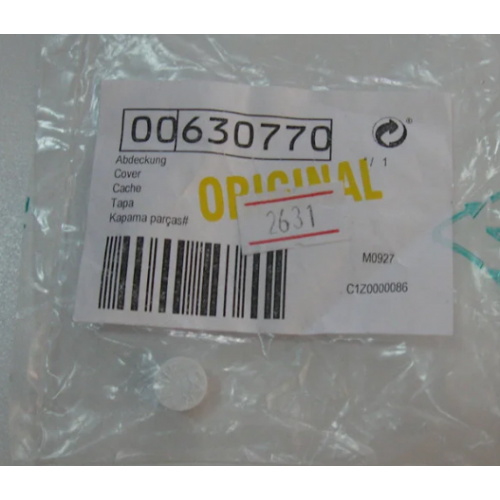 00630770
®
Abdeckung
/ 1
Cover
Cache
Tapa
Kapama parças#
ORIGINAL
2631
M0927
C1Z0000086